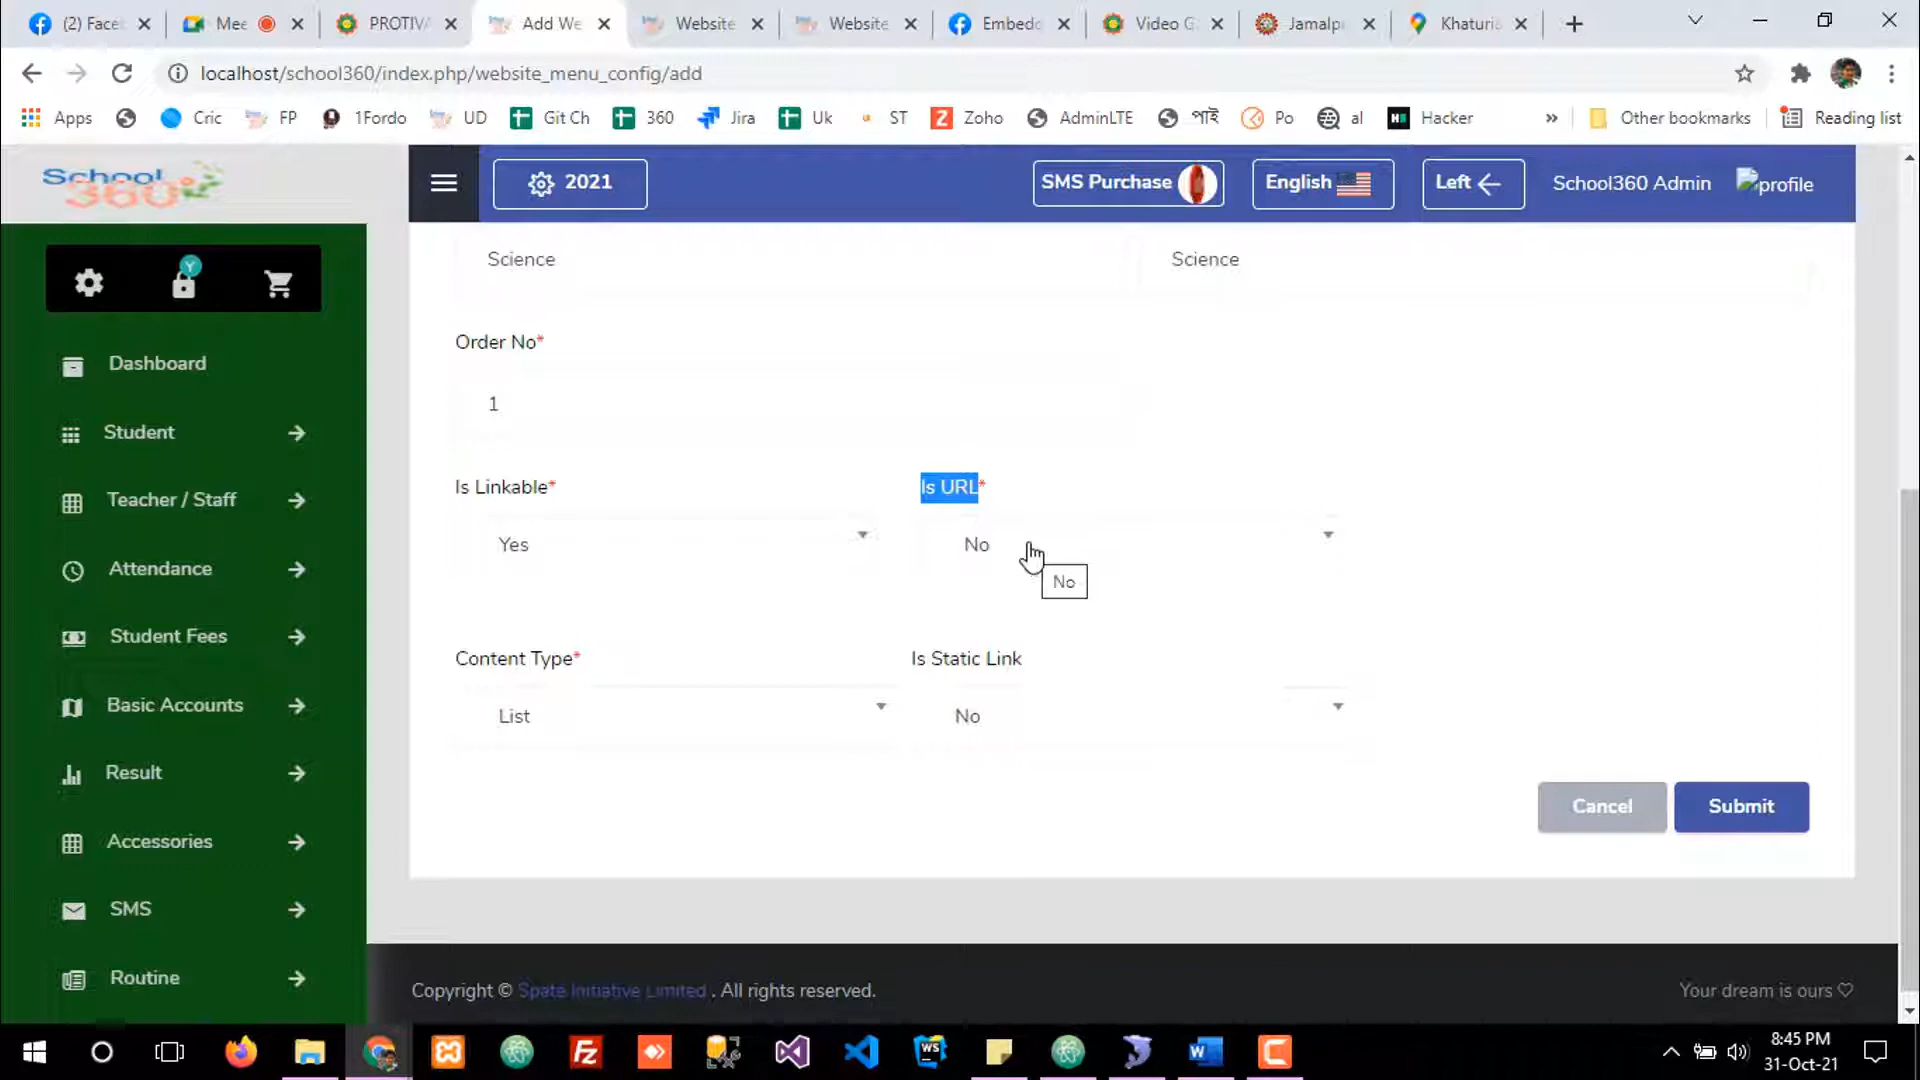 (2) Face
Mee
PROTIVA
Add We
Website
Website
Embedo
Video G
Jamalp
Khaturia
localhost/school360/index.php/website_menu_config/add
Apps
Cric
FP
1Fordo
UD
Git Ch
360
Jira
Uk
ST
Zoho
AdminLTE
পাই
Po
al
Hacker
»
Other bookmarks
Reading list
School
360
2021
SMS Purchase
English
Left
School360 Admin
profile
Y
Dashboard
Student
Teacher / Staff
Attendance
Student Fees
Basic Accounts
Result
Accessories
SMS
Routine
Science
Science
Order No*
1
Is Linkable*
Is URL*
Yes
No
No
Content Type*
Is Static Link
List
No
Cancel
Submit
Copyright © Spate Initiative Limited . All rights reserved.
Your dream is ours ♡
8:45 PM
31-Oct-21